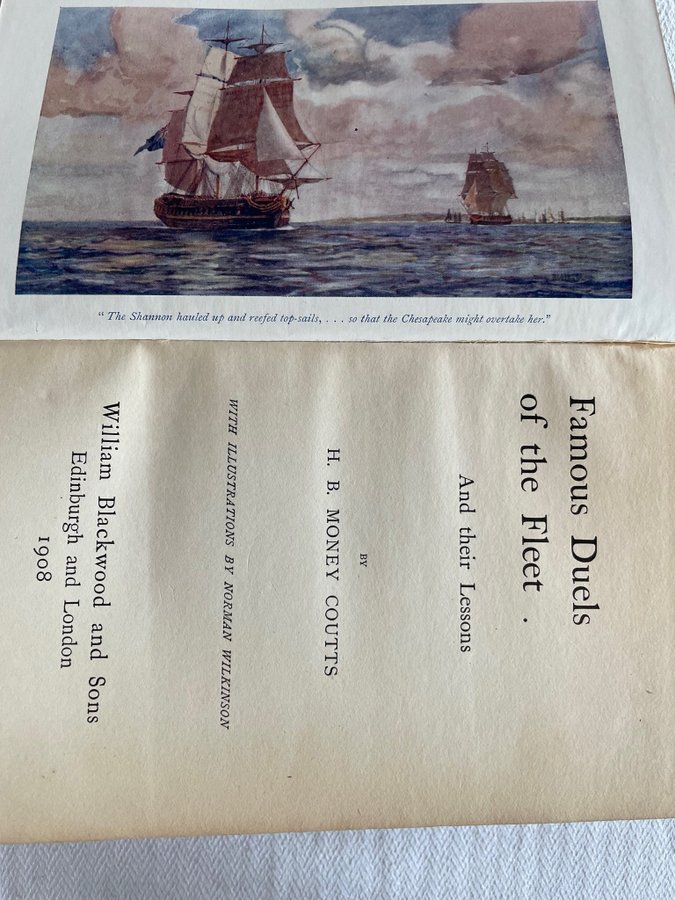 "The Shannon hauled up and reefed top-sails, . . . so that the Chesapeake might overtake her."
Famous Duels
of the Fleet .
And their Lessons
BY
H. B. MONEY COUTTS
WITH ILLUSTRATIONS BY NORMAN WILKINSON
William Blackwood and Sons
Edinburgh and London
1908